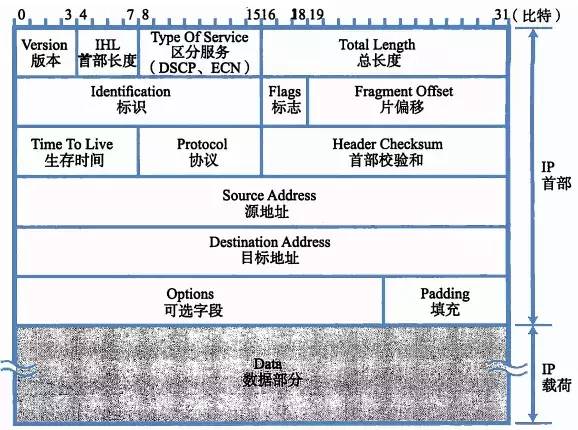 0 3 4 7 8 1516 18 19 31(比特)
Version IHL Type Of Service Total Length
版本 首部长度 区分服务 总长度
(DSCP、ECN)
Identification Flags Fragment Offset
标识 标志 片偏移
Time To Live Protocol Header Checksum
生存时间 协议 首部校验和
IP
首部
Source Address
源地址
Destination Address
目标地址
Options Padding
可选字段 填充
Data
数据部分
IP
载荷